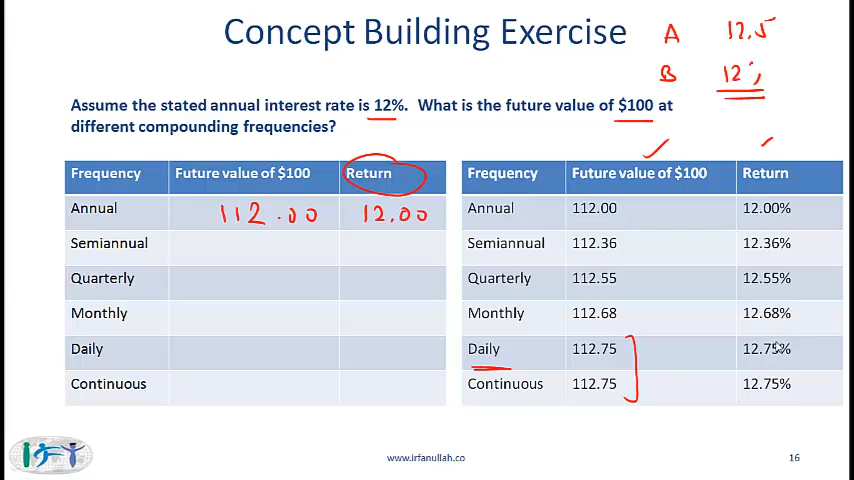 Concept Building Exercise
A 12.5
B 12%
Assume the stated annual interest rate is 12%. What is the future value of $100 at
different compounding frequencies?
Frequency Future value of $100 Return
Annual 112.00 12.00
Semiannual
Quarterly
Monthly
Daily
Continuous
Frequency Future value of $100 Return
Annual 112.00 12.00%
Semiannual 112.36 12.36%
Quarterly 112.55 12.55%
Monthly 112.68 12.68%
Daily 112.75 12.75%
Continuous 112.75 12.75%
www.irfanullah.co
16